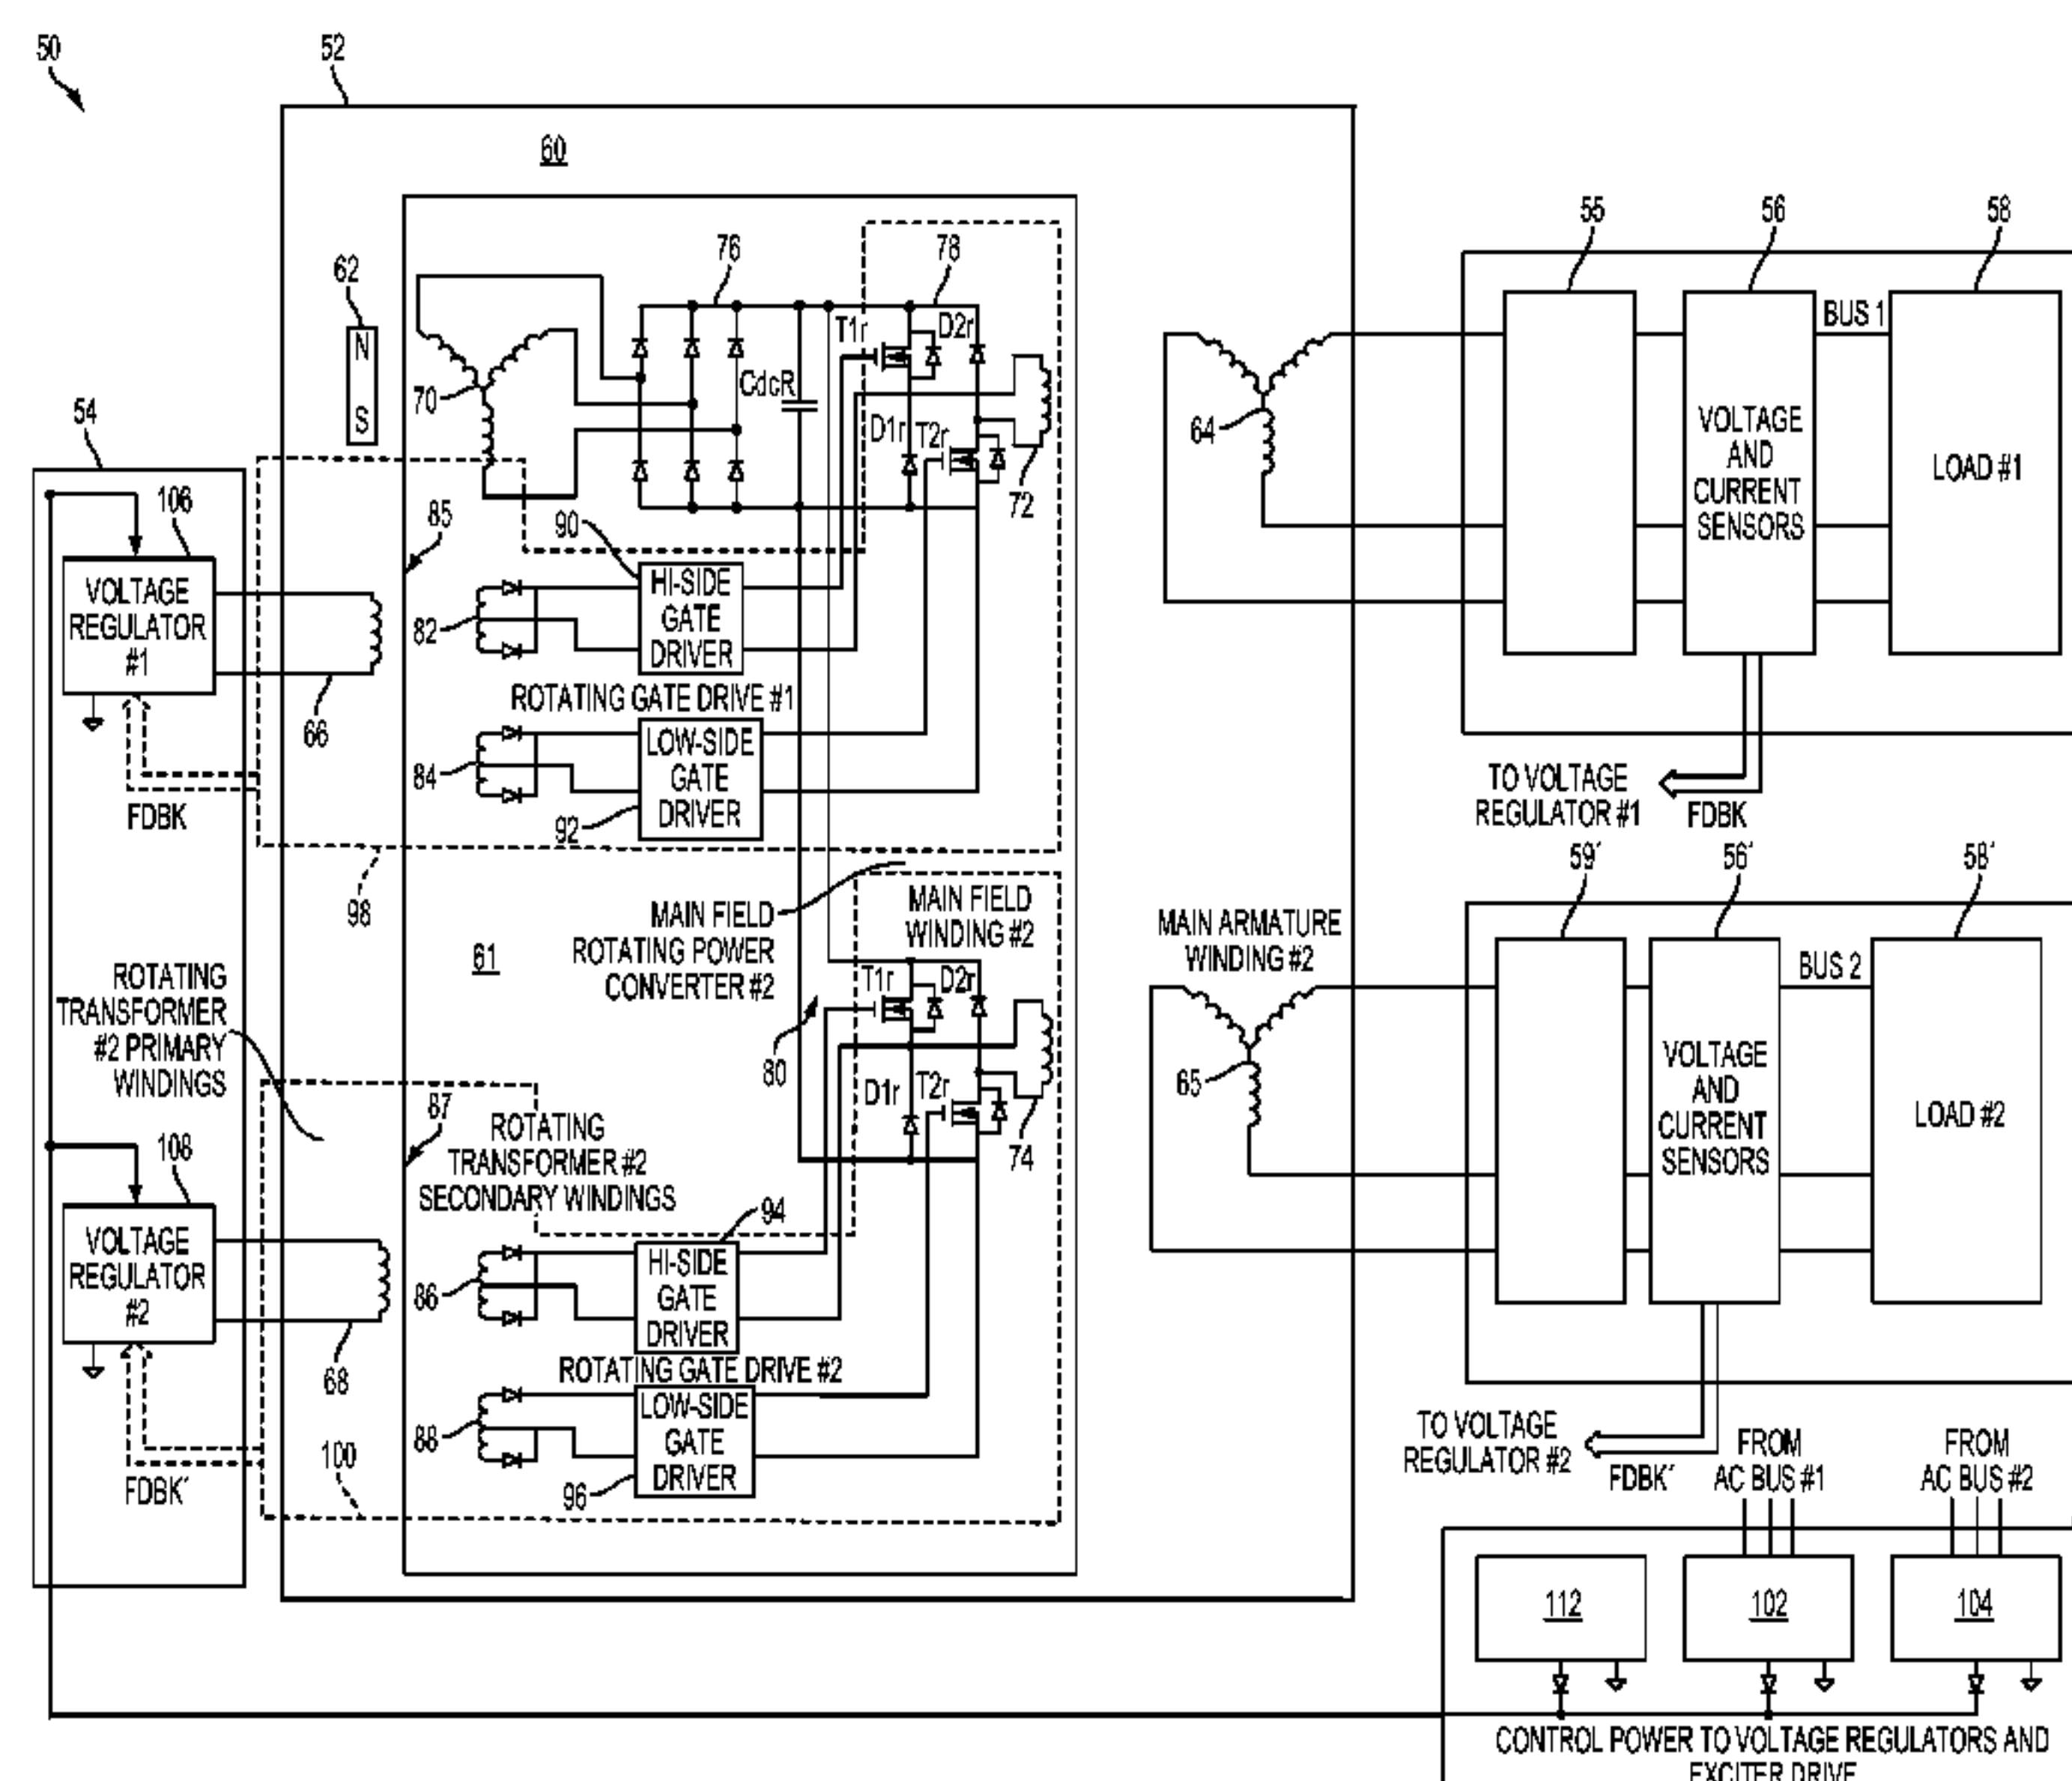 50
52
60
55
56
58
76
78
62
N
S
70
T1r
D2r
CdcR
D1r
T2r
72
64
BUS 1
VOLTAGE
AND
CURRENT
SENSORS
LOAD #1
54
106
VOLTAGE
REGULATOR
#1
66
FDBK
85
90
82
HI-SIDE
GATE
DRIVER
ROTATING GATE DRIVE #1
84
LOW-SIDE
GATE
DRIVER
92
98
TO VOLTAGE
REGULATOR #1
FDBK
59'
56'
58'
MAIN FIELD
ROTATING POWER
CONVERTER #2
MAIN FIELD
WINDING #2
61
MAIN ARMATURE
WINDING #2
ROTATING
TRANSFORMER
#2 PRIMARY
WINDINGS
T1r
D2r
80
D1r
T2r
74
65
BUS 2
VOLTAGE
AND
CURRENT
SENSORS
LOAD #2
87
ROTATING
TRANSFORMER #2
SECONDARY WINDINGS
108
VOLTAGE
REGULATOR
#2
68
94
86
HI-SIDE
GATE
DRIVER
ROTATING GATE DRIVE #2
88
LOW-SIDE
GATE
DRIVER
96
100
FDBK'
TO VOLTAGE
REGULATOR #2
FDBK'
FROM
AC BUS #1
FROM
AC BUS #2
112
102
104
CONTROL POWER TO VOLTAGE REGULATORS AND
EXCITER DRIVE